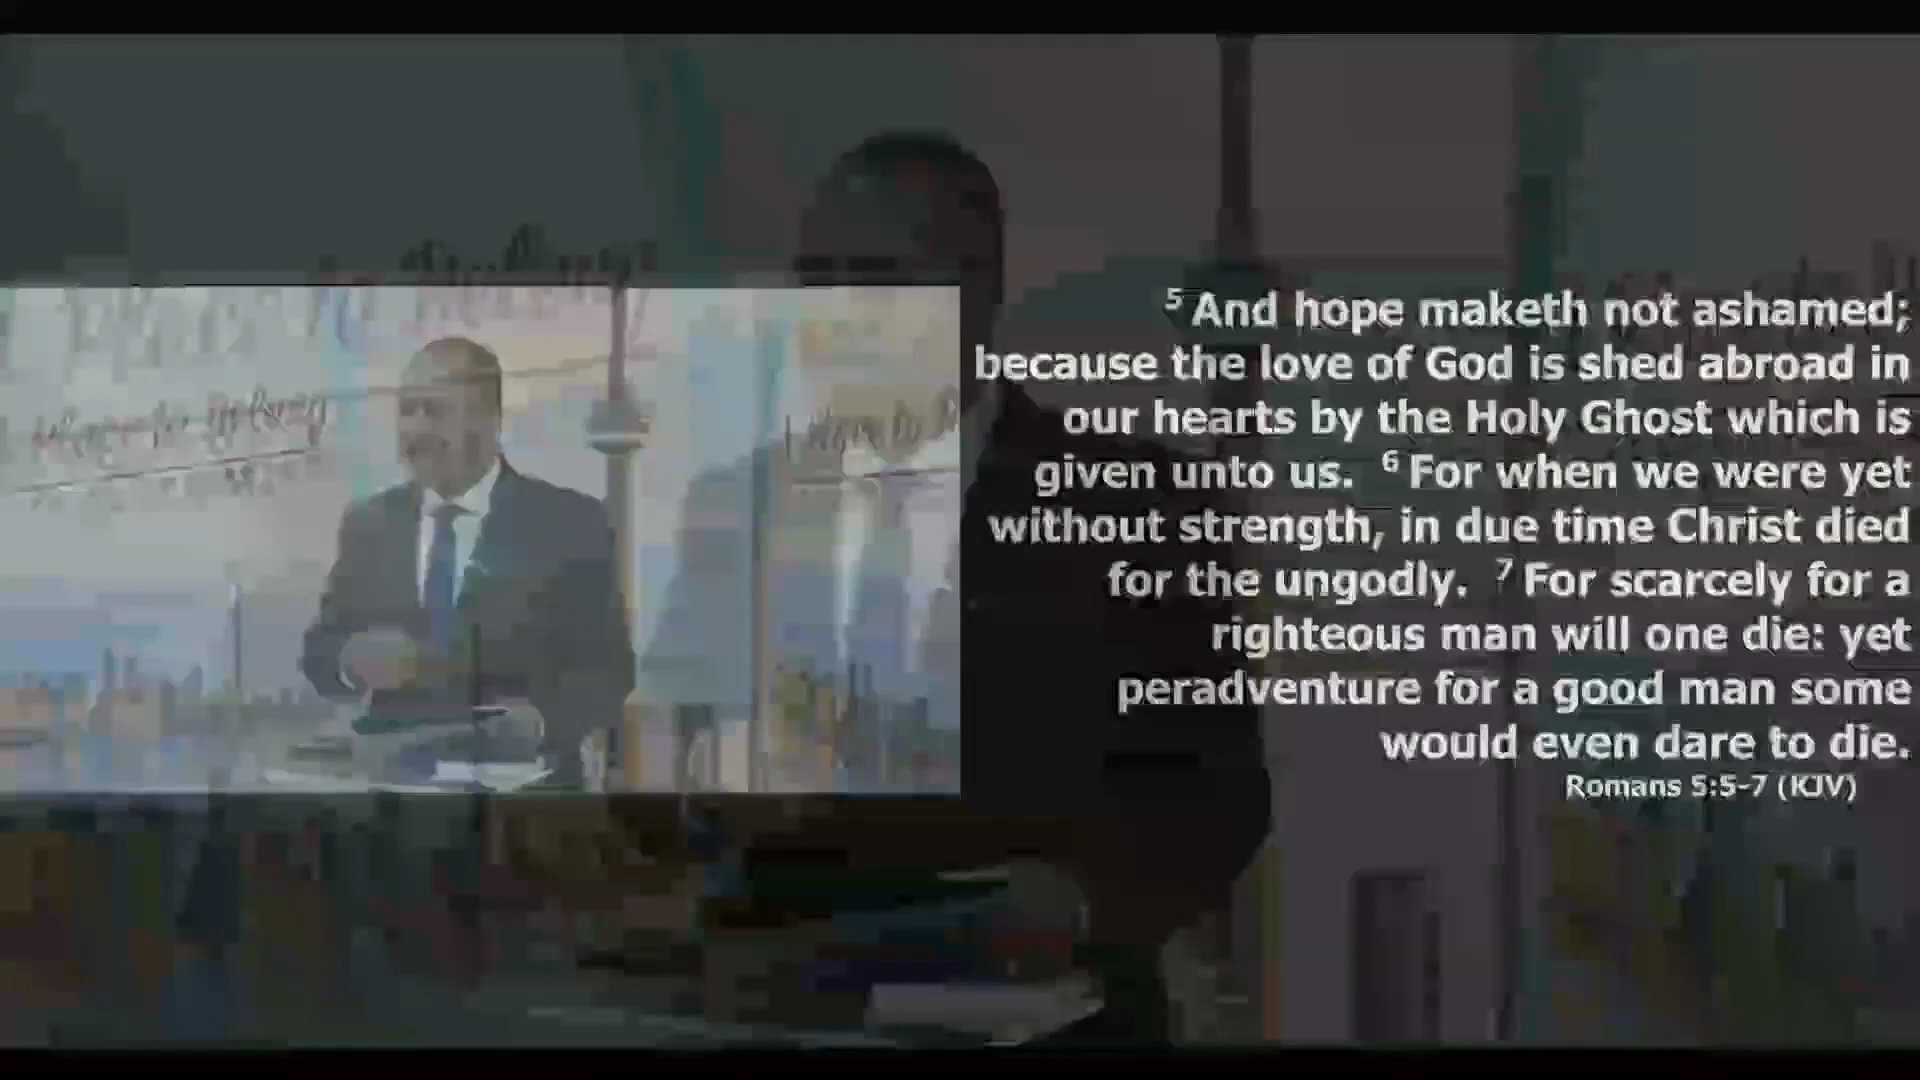 ⁵ And hope maketh not ashamed;
because the love of God is shed abroad in
our hearts by the Holy Ghost which is
given unto us. ⁶ For when we were yet
without strength, in due time Christ died
for the ungodly. ⁷ For scarcely for a
righteous man will one die: yet
peradventure for a good man some
would even dare to die.
Romans 5:5-7 (KJV)